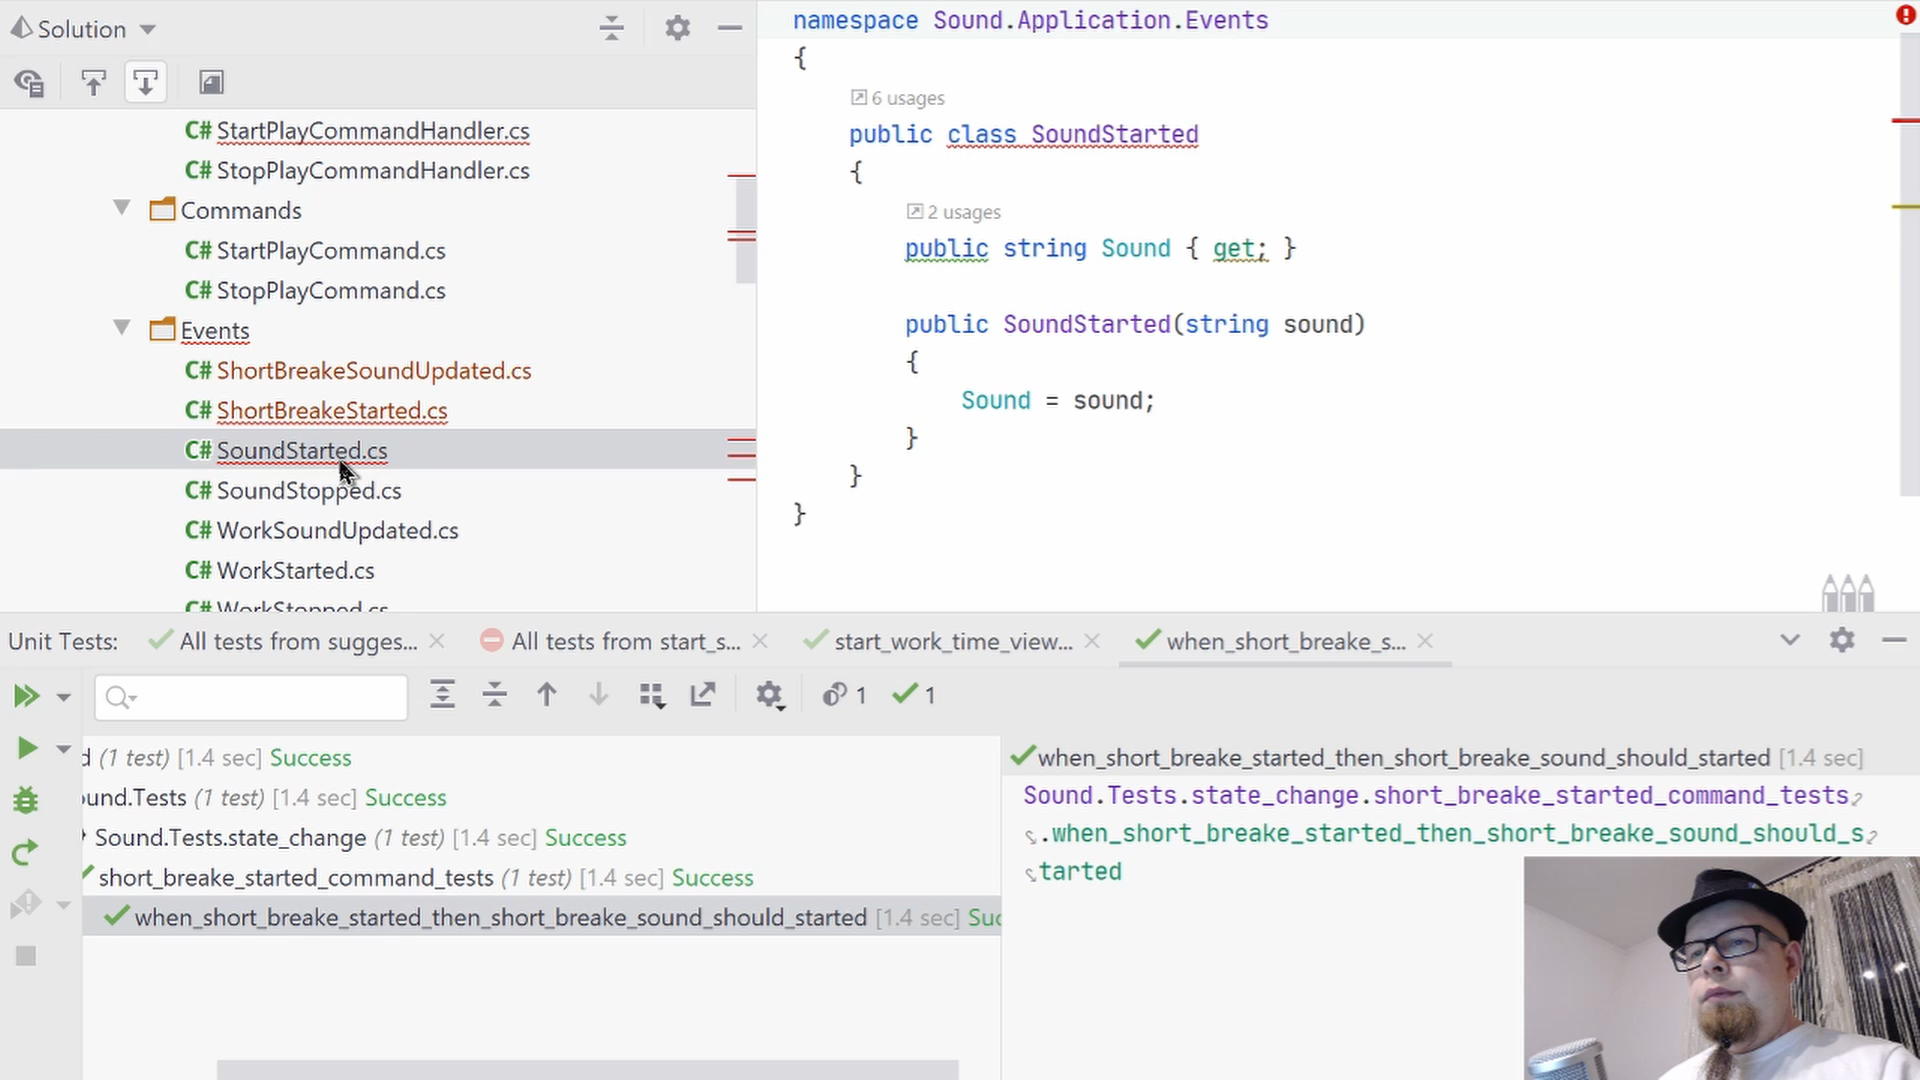 Solution
C# StartPlayCommandHandler.cs
C# StopPlayCommandHandler.cs
Commands
C# StartPlayCommand.cs
C# StopPlayCommand.cs
Events
C# ShortBreakeSoundUpdated.cs
C# ShortBreakeStarted.cs
C# SoundStarted.cs
C# SoundStopped.cs
C# WorkSoundUpdated.cs
C# WorkStarted.cs
C# WorkStopped.cs
namespace Sound.Application.Events
{
6 usages
public class SoundStarted
{
2 usages
public string Sound { get; }
public SoundStarted(string sound)
{
Sound = sound;
}
}
}
Unit Tests: All tests from sugges... All tests from start_s... start_work_time_view... when_short_breake_s...
1 1
d (1 test) [1.4 sec] Success
ound.Tests (1 test) [1.4 sec] Success
Sound.Tests.state_change (1 test) [1.4 sec] Success
short_breake_started_command_tests (1 test) [1.4 sec] Success
when_short_breake_started_then_short_breake_sound_should_started [1.4 sec] Suc
when_short_breake_started_then_short_breake_sound_should_started [1.4 sec]
Sound.Tests.state_change.short_breake_started_command_tests
.when_short_breake_started_then_short_breake_sound_should_s
tarted